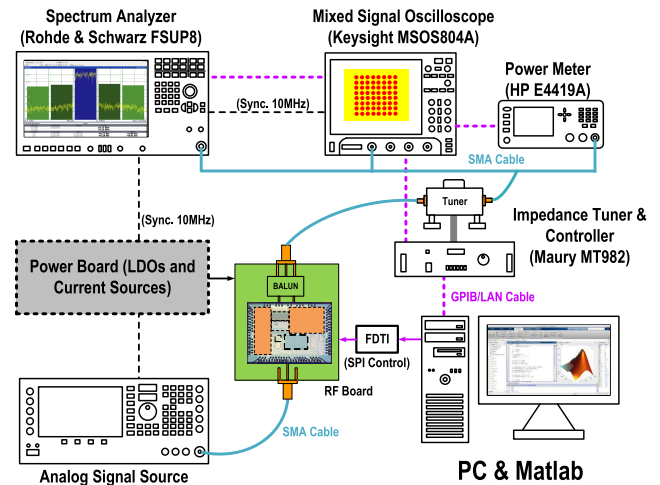 Spectrum Analyzer
(Rohde & Schwarz FSUP8)
Mixed Signal Oscilloscope
(Keysight MSOS804A)
Power Meter
(HP E4419A)
(Sync. 10MHz)
SMA Cable
Tuner
Impedance Tuner &
Controller
(Maury MT982)
(Sync. 10MHz)
Power Board (LDOs and
Current Sources)
BALUN
GPIB/LAN Cable
FDTI
(SPI Control)
RF Board
SMA Cable
Analog Signal Source
PC & Matlab